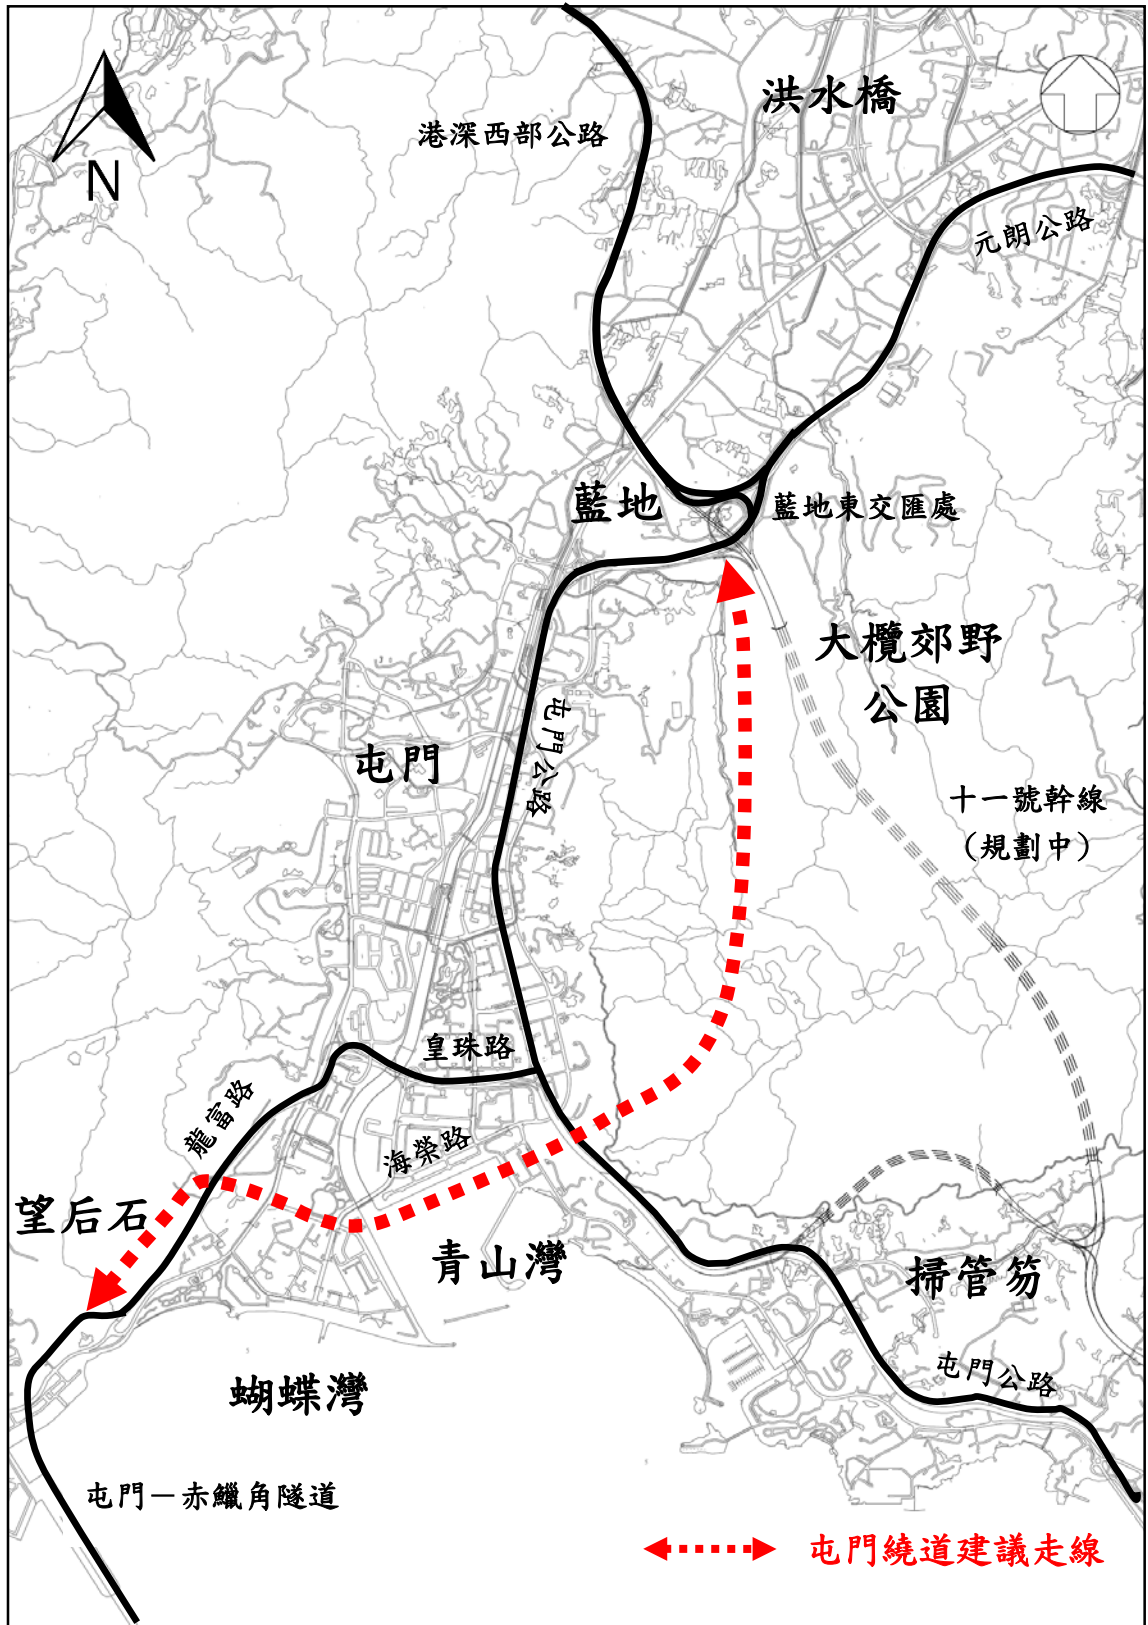 洪水橋
港深西部公路
N
元朗公路
藍地
藍地東交匯處
大欖郊野
公園
屯門公路
屯門
十一號幹線
（規劃中）
皇珠路
龍富路
海榮路
望后石
青山灣
掃管笏
屯門公路
蝴蝶灣
屯門－赤鱲角隧道
屯門繞道建議走線